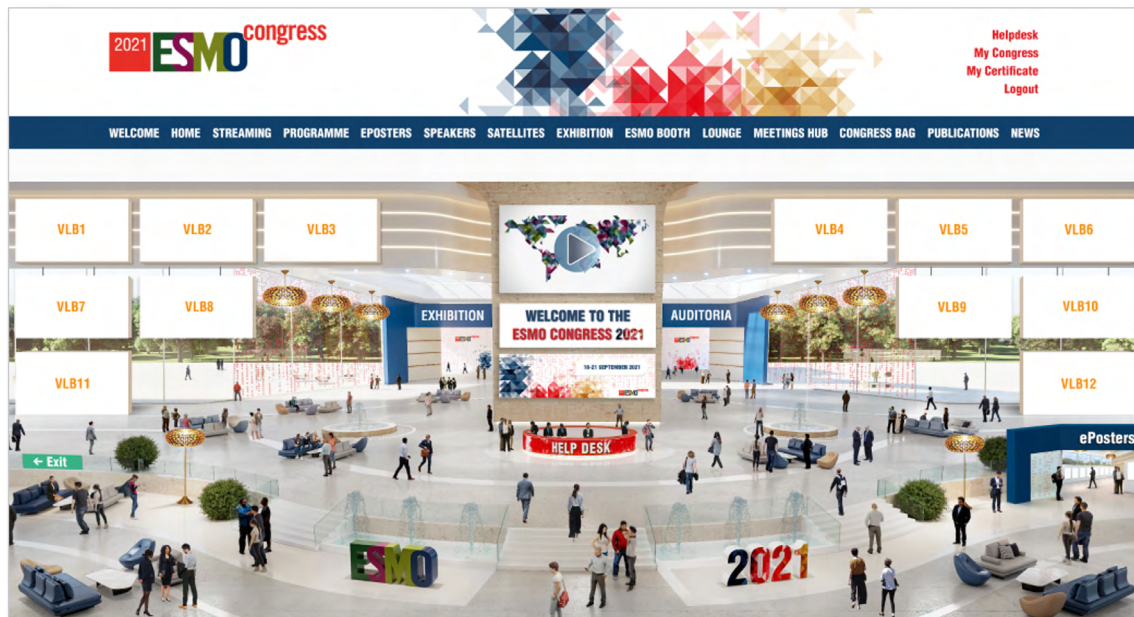 2021 ESMO congress
Helpdesk
My Congress
My Certificate
Logout
WELCOME HOME STREAMING PROGRAMME EPOSTERS SPEAKERS SATELLITES EXHIBITION ESMO BOOTH LOUNGE MEETINGS HUB CONGRESS BAG PUBLICATIONS NEWS
VLB1 VLB2 VLB3 VLB4 VLB5 VLB6
VLB7 VLB8 VLB9 VLB10
EXHIBITION
WELCOME TO THE
ESMO CONGRESS 2021
AUDITORIA
16-21 SEPTEMBER 2021
VLB11 VLB12
HELP DESK
ePosters
← Exit
ESMO 2021